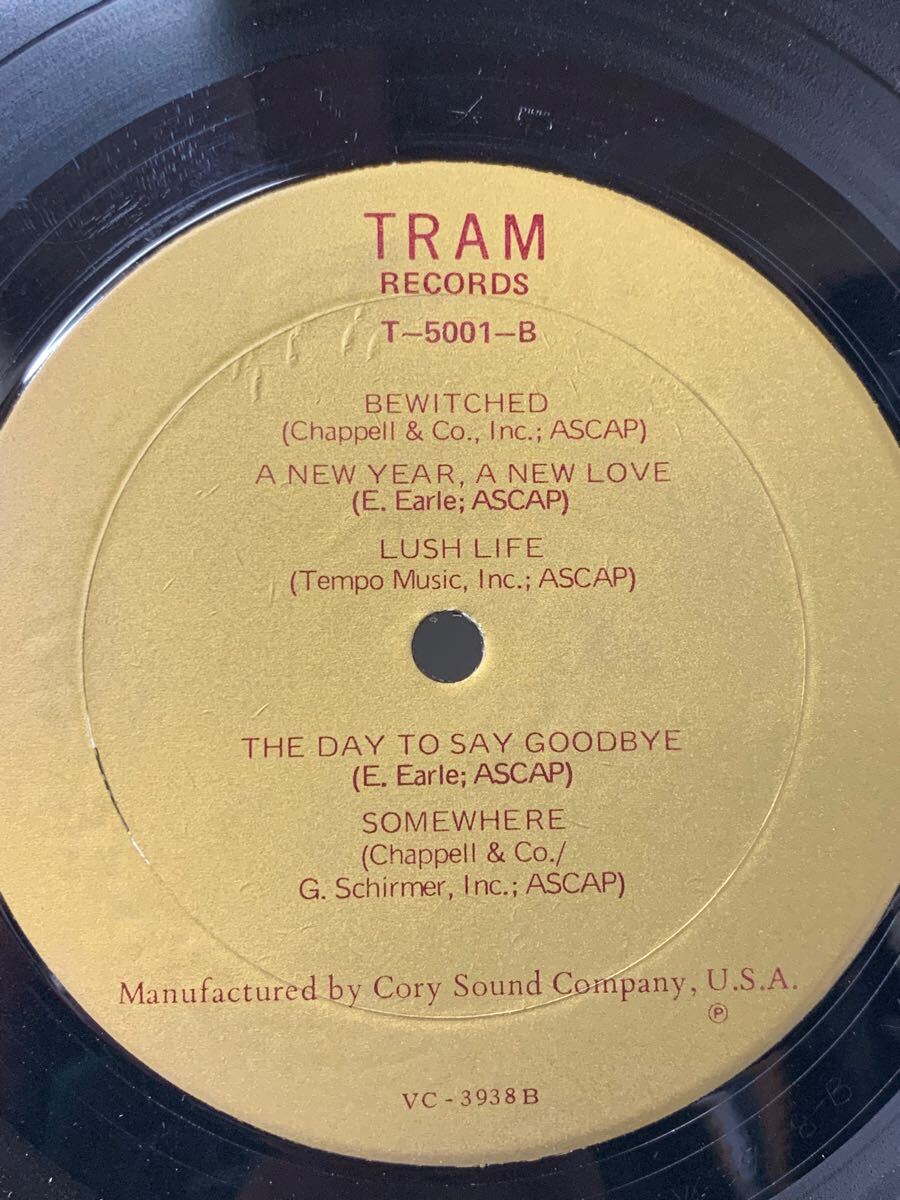 TRAM
RECORDS
T-5001-B
BEWITCHED
(Chappell & Co., Inc.; ASCAP)
A NEW YEAR, A NEW LOVE
(E. Earle; ASCAP)
LUSH LIFE
(Tempo Music, Inc.; ASCAP)
THE DAY TO SAY GOODBYE
(E. Earle; ASCAP)
SOMEWHERE
(Chappell & Co./
G. Schirmer, Inc.; ASCAP)
Manufactured by Cory Sound Company, U.S.A.
℗
VC - 3938 B